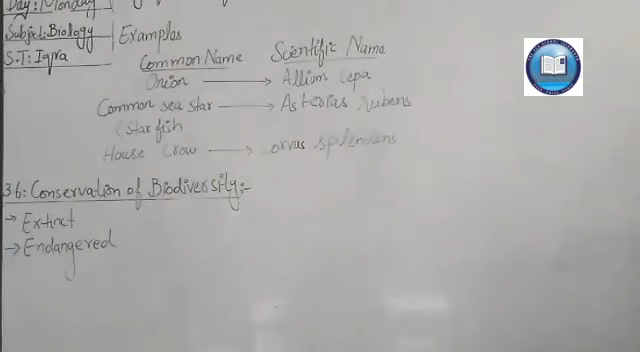 Day: Monday
Subject: Biology
S.T: Iqra
Examples
Common Name Scientific Name
Onion → Allium cepa
Common sea star → Asterias rubens
(star fish
House Crow → Corvus splendens
36: Conservation of Biodiversity:-
→ Extinct
→ Endangered